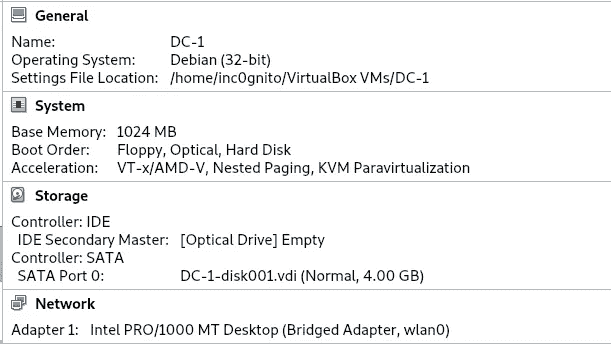 General
Name: DC-1
Operating System: Debian (32-bit)
Settings File Location: /home/inc0gnito/VirtualBox VMs/DC-1
System
Base Memory: 1024 MB
Boot Order: Floppy, Optical, Hard Disk
Acceleration: VT-x/AMD-V, Nested Paging, KVM Paravirtualization
Storage
Controller: IDE
IDE Secondary Master: [Optical Drive] Empty
Controller: SATA
SATA Port 0: DC-1-disk001.vdi (Normal, 4.00 GB)
Network
Adapter 1: Intel PRO/1000 MT Desktop (Bridged Adapter, wlan0)